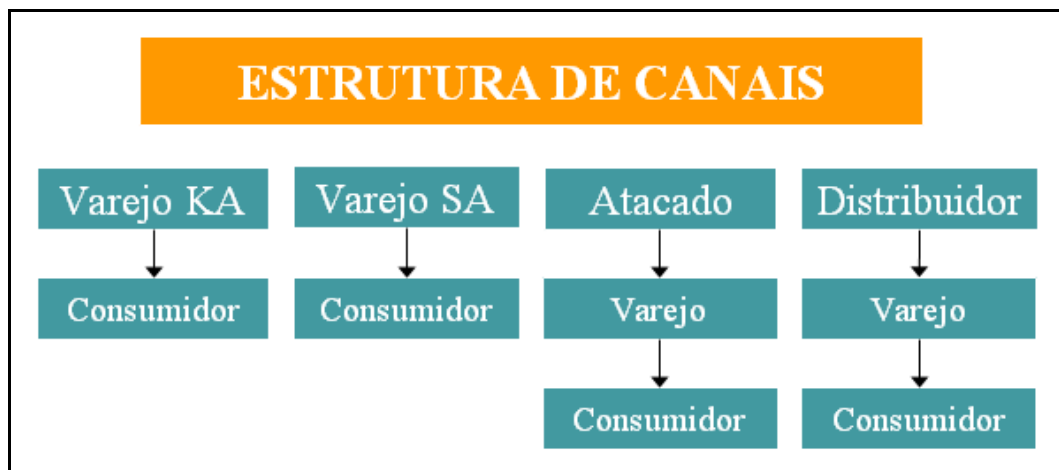 ESTRUTURA DE CANAIS
Varejo KA
Varejo SA
Atacado
Distribuidor
Consumidor
Consumidor
Varejo
Varejo
Consumidor
Consumidor